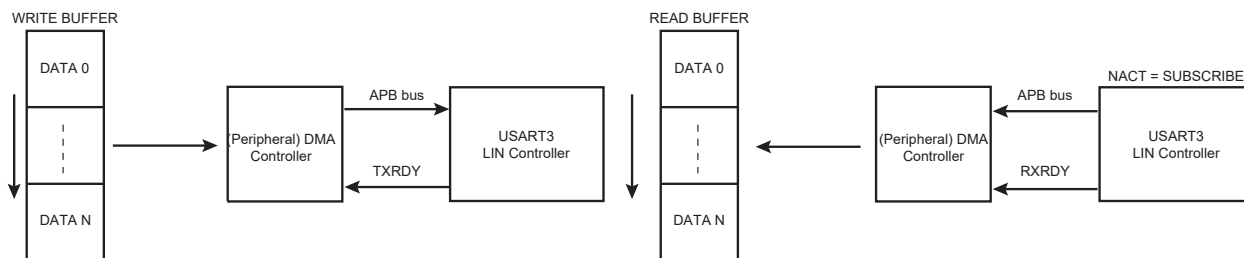 WRITE BUFFER
DATA 0
DATA N
(Peripheral) DMA
Controller
APB bus
TXRDY
USART3
LIN Controller
READ BUFFER
DATA 0
DATA N
(Peripheral) DMA
Controller
APB bus
RXRDY
NACT = SUBSCRIBE
USART3
LIN Controller